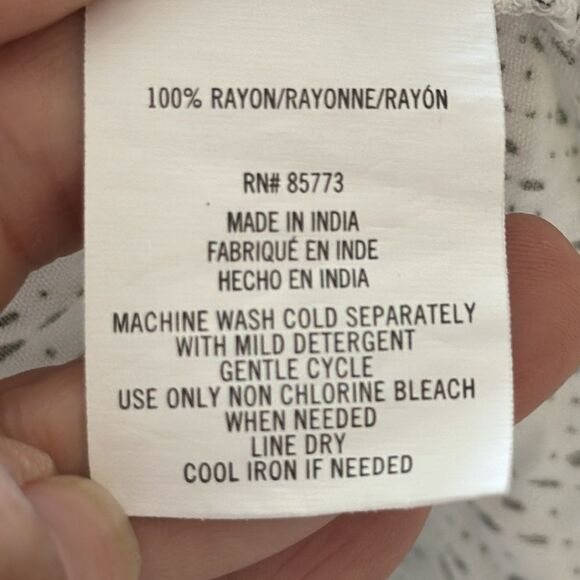 100% RAYON/RAYONNE/RAYÓN
RN# 85773
MADE IN INDIA
FABRIQUÉ EN INDE
HECHO EN INDIA
MACHINE WASH COLD SEPARATELY
WITH MILD DETERGENT
GENTLE CYCLE
USE ONLY NON CHLORINE BLEACH
WHEN NEEDED
LINE DRY
COOL IRON IF NEEDED